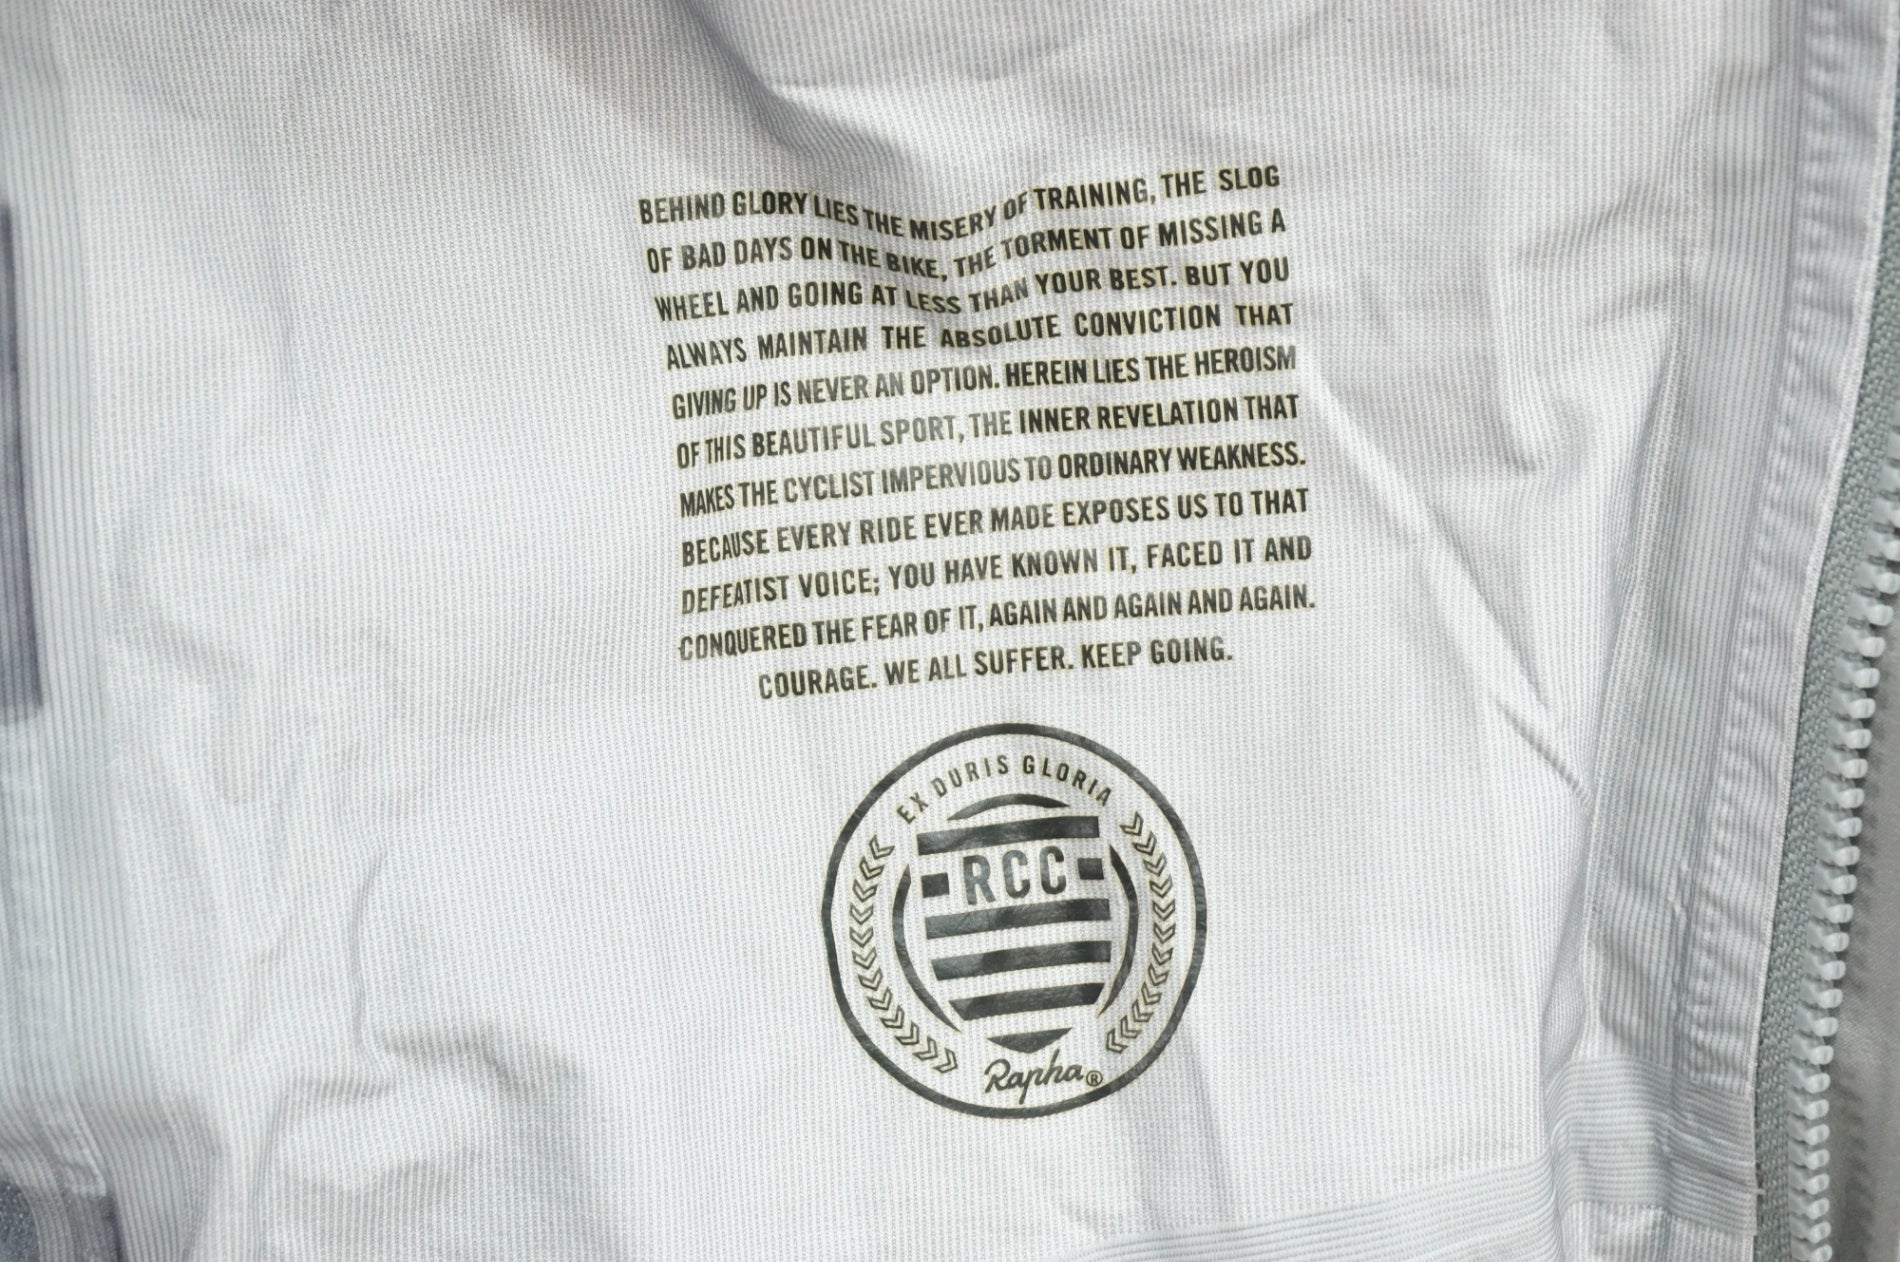 BEHIND GLORY LIES THE MISERY OF TRAINING, THE SLOG
OF BAD DAYS ON THE BIKE, THE TORMENT OF MISSING A
WHEEL AND GOING AT LESS THAN YOUR BEST. BUT YOU
ALWAYS MAINTAIN THE ABSOLUTE CONVICTION THAT
GIVING UP IS NEVER AN OPTION. HEREIN LIES THE HEROISM
OF THIS BEAUTIFUL SPORT, THE INNER REVELATION THAT
MAKES THE CYCLIST IMPERVIOUS TO ORDINARY WEAKNESS.
BECAUSE EVERY RIDE EVER MADE EXPOSES US TO THAT
DEFEATIST VOICE; YOU HAVE KNOWN IT, FACED IT AND
CONQUERED THE FEAR OF IT, AGAIN AND AGAIN AND AGAIN.
COURAGE. WE ALL SUFFER. KEEP GOING.
EX DURIS GLORIA
RCC
Rapha®